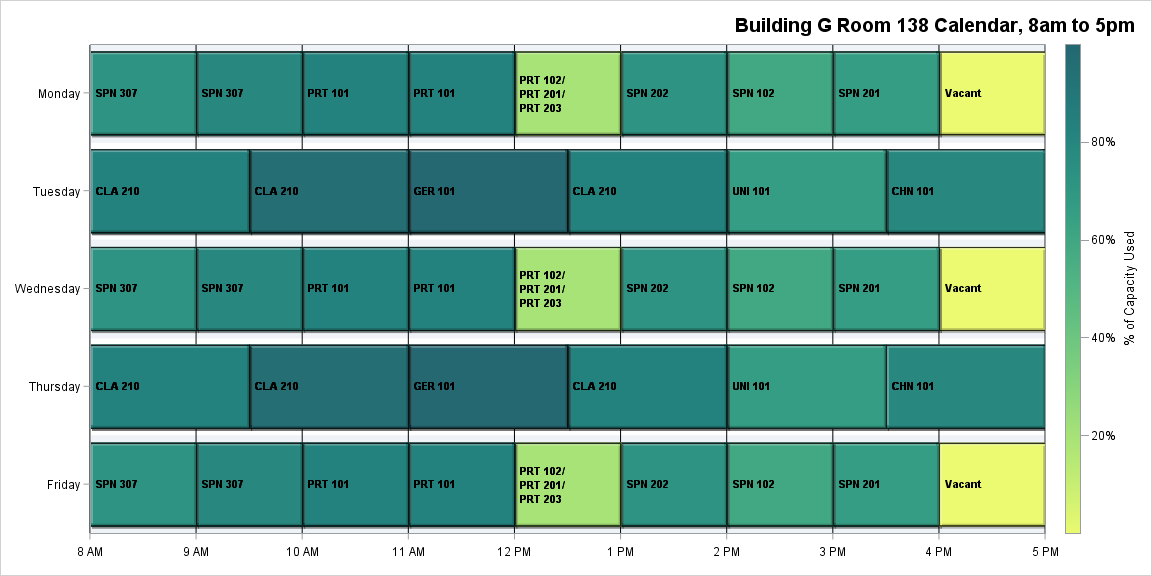 Building G Room 138 Calendar, 8am to 5pm
Monday
SPN 307
SPN 307
PRT 101
PRT 101
PRT 102/
PRT 201/
PRT 203
SPN 202
SPN 102
SPN 201
Vacant
Tuesday
CLA 210
CLA 210
GER 101
CLA 210
UNI 101
CHN 101
Wednesday
SPN 307
SPN 307
PRT 101
PRT 101
PRT 102/
PRT 201/
PRT 203
SPN 202
SPN 102
SPN 201
Vacant
Thursday
CLA 210
CLA 210
GER 101
CLA 210
UNI 101
CHN 101
Friday
SPN 307
SPN 307
PRT 101
PRT 101
PRT 102/
PRT 201/
PRT 203
SPN 202
SPN 102
SPN 201
Vacant
8 AM
9 AM
10 AM
11 AM
12 PM
1 PM
2 PM
3 PM
4 PM
5 PM
80%
60%
40%
20%
% of Capacity Used